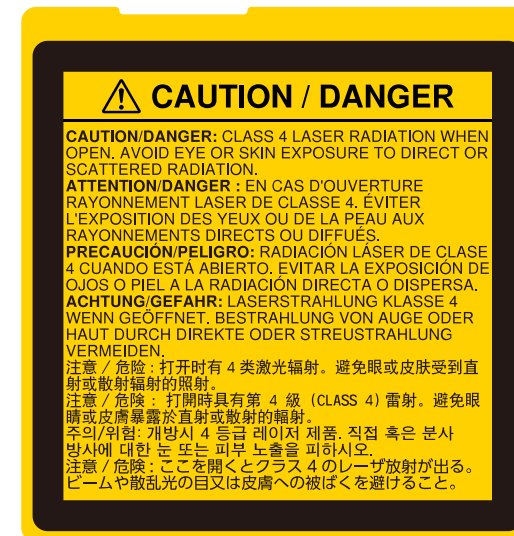 ⚠ CAUTION / DANGER
CAUTION/DANGER: CLASS 4 LASER RADIATION WHEN
OPEN. AVOID EYE OR SKIN EXPOSURE TO DIRECT OR
SCATTERED RADIATION.
ATTENTION/DANGER : EN CAS D'OUVERTURE
RAYONNEMENT LASER DE CLASSE 4. ÉVITER
L'EXPOSITION DES YEUX OU DE LA PEAU AUX
RAYONNEMENTS DIRECTS OU DIFFUÉS.
PRECAUCIÓN/PELIGRO: RADIACIÓN LÁSER DE CLASE
4 CUANDO ESTÁ ABIERTO. EVITAR LA EXPOSICIÓN DE
OJOS O PIEL A LA RADIACIÓN DIRECTA O DISPERSA.
ACHTUNG/GEFAHR: LASERSTRAHLUNG KLASSE 4
WENN GEÖFFNET. BESTRAHLUNG VON AUGE ODER
HAUT DURCH DIREKTE ODER STREUSTRAHLUNG
VERMEIDEN.
注意 / 危险 : 打开时有 4 类激光辐射。避免眼或皮肤受到直
射或散射辐射的照射。
注意 / 危険 : 打開時具有第 4 級 (CLASS 4) 雷射。避免眼
睛或皮膚暴露於直射或散射的輻射。
주의/위험: 개방시 4 등급 레이저 제품. 직접 혹은 분사
방사에 대한 눈 또는 피부 노출을 피하시오.
注意 / 危険 : ここを開くとクラス 4 のレーザ放射が出る。
ビームや散乱光の目又は皮膚への被ばくを避けること。